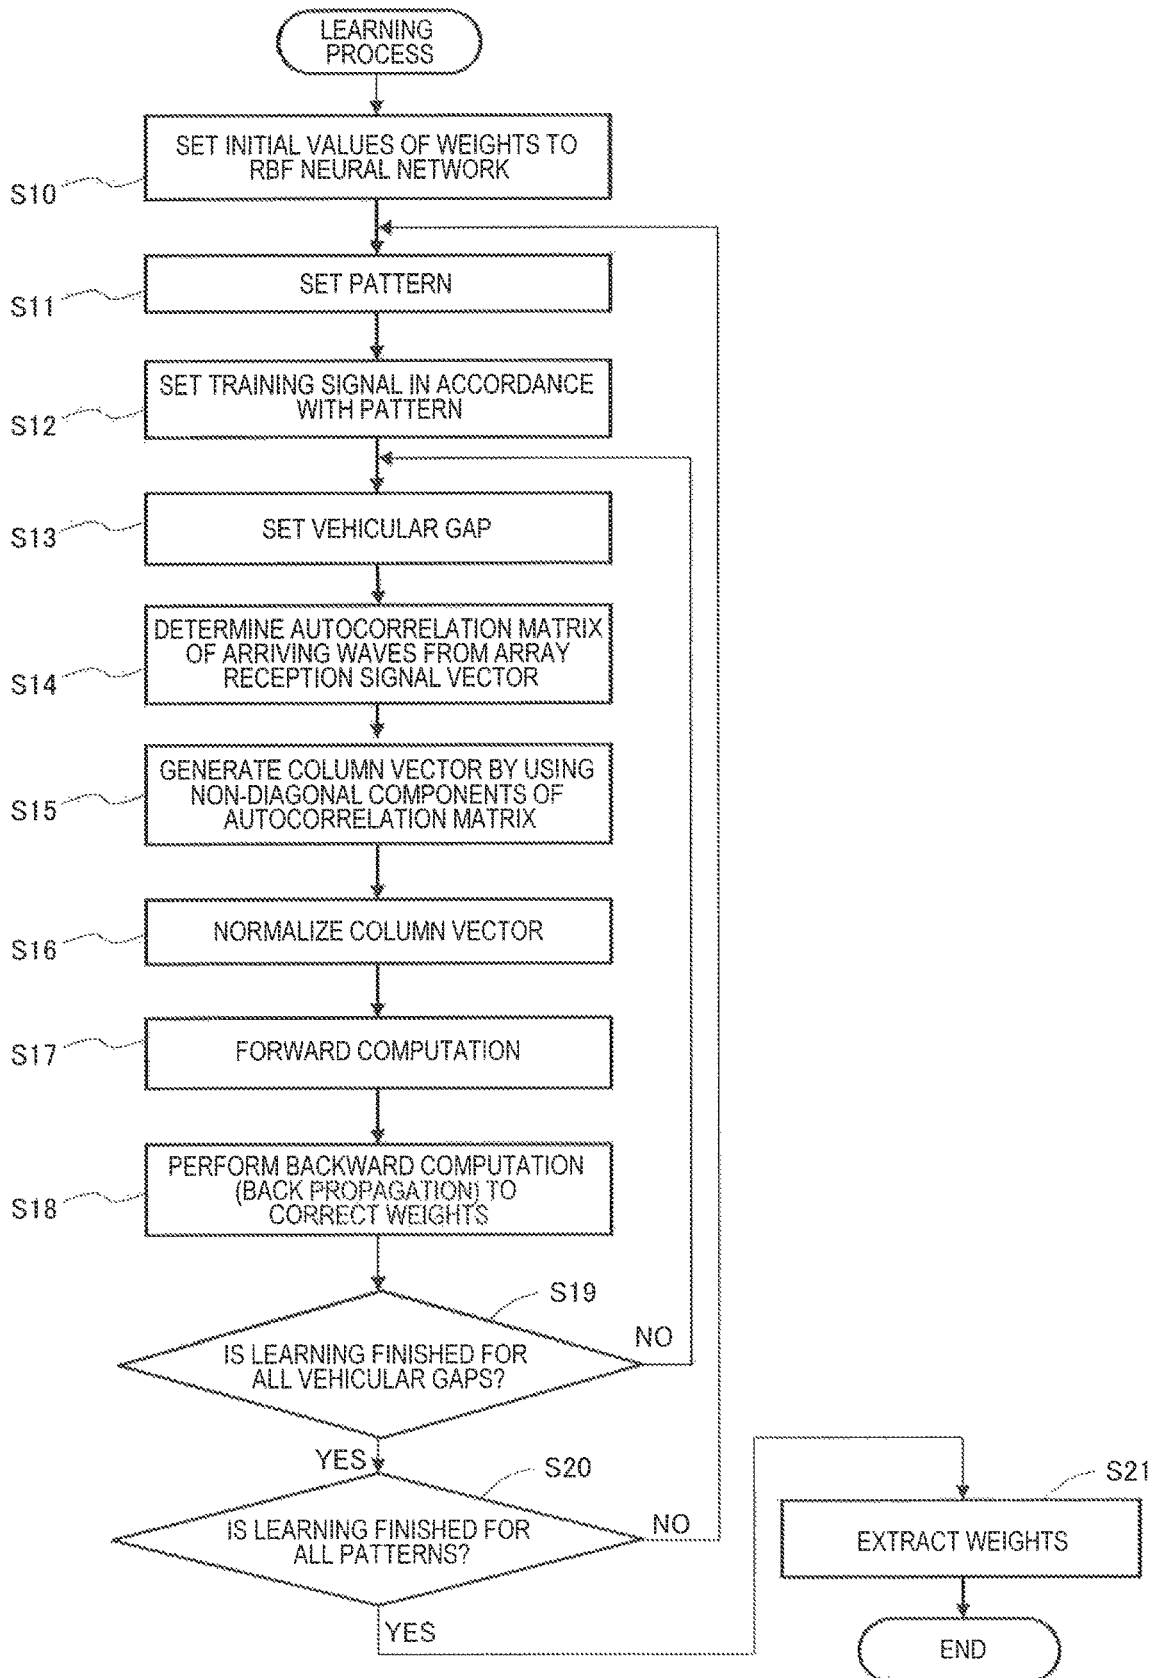 LEARNING
PROCESS
SET INITIAL VALUES OF WEIGHTS TO
RBF NEURAL NETWORK
S10
SET PATTERN
S11
SET TRAINING SIGNAL IN ACCORDANCE
WITH PATTERN
S12
SET VEHICULAR GAP
S13
DETERMINE AUTOCORRELATION MATRIX
OF ARRIVING WAVES FROM ARRAY
RECEPTION SIGNAL VECTOR
S14
GENERATE COLUMN VECTOR BY USING
NON-DIAGONAL COMPONENTS OF
AUTOCORRELATION MATRIX
S15
NORMALIZE COLUMN VECTOR
S16
FORWARD COMPUTATION
S17
PERFORM BACKWARD COMPUTATION
(BACK PROPAGATION) TO
CORRECT WEIGHTS
S18
S19
IS LEARNING FINISHED FOR
ALL VEHICULAR GAPS?
NO
YES
S20
IS LEARNING FINISHED FOR
ALL PATTERNS?
NO
YES
S21
EXTRACT WEIGHTS
END